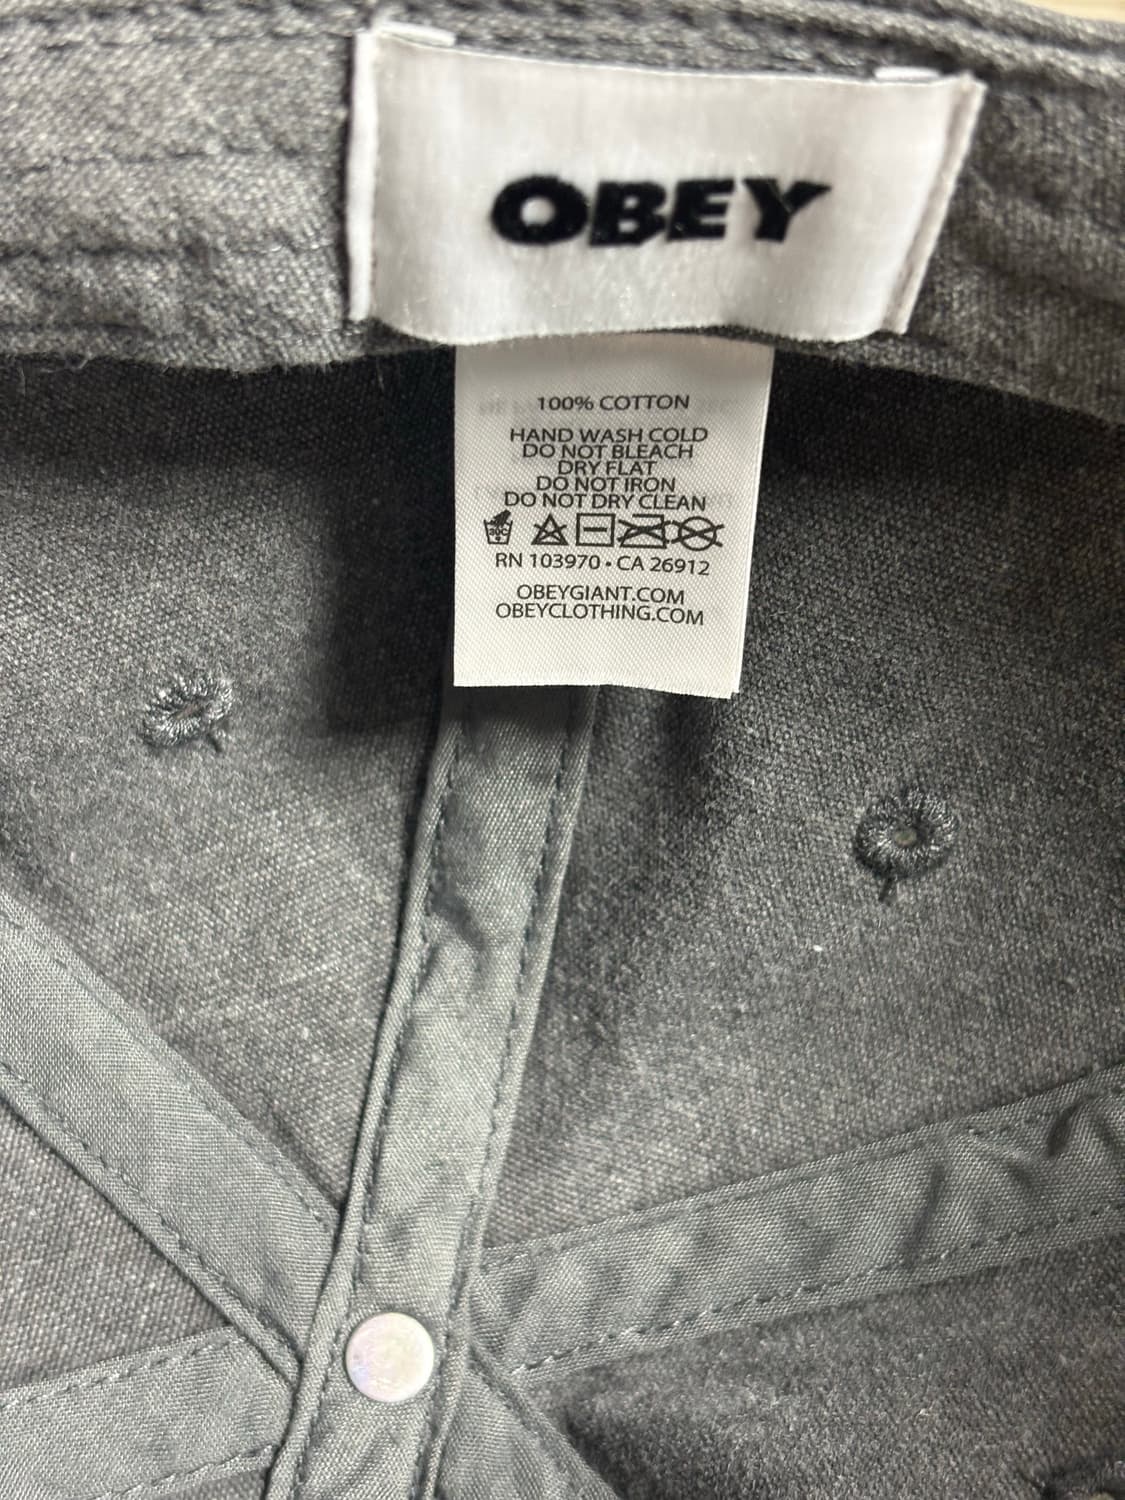 OBEY
100% COTTON
HAND WASH COLD
DO NOT BLEACH
DRY FLAT
DO NOT IRON
DO NOT DRY CLEAN
30C
RN 103970 • CA 26912
OBEYGIANT.COM
OBEYCLOTHING.COM